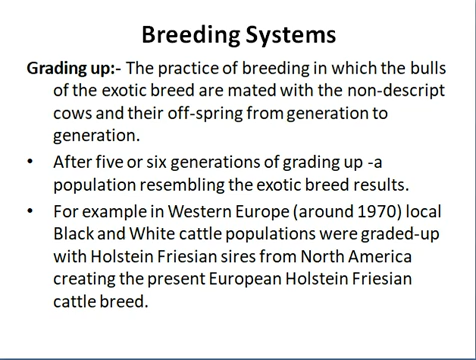 Breeding Systems
Grading up:- The practice of breeding in which the bulls
of the exotic breed are mated with the non-descript
cows and their off-spring from generation to
generation.
• After five or six generations of grading up -a
population resembling the exotic breed results.
• For example in Western Europe (around 1970) local
Black and White cattle populations were graded-up
with Holstein Friesian sires from North America
creating the present European Holstein Friesian
cattle breed.